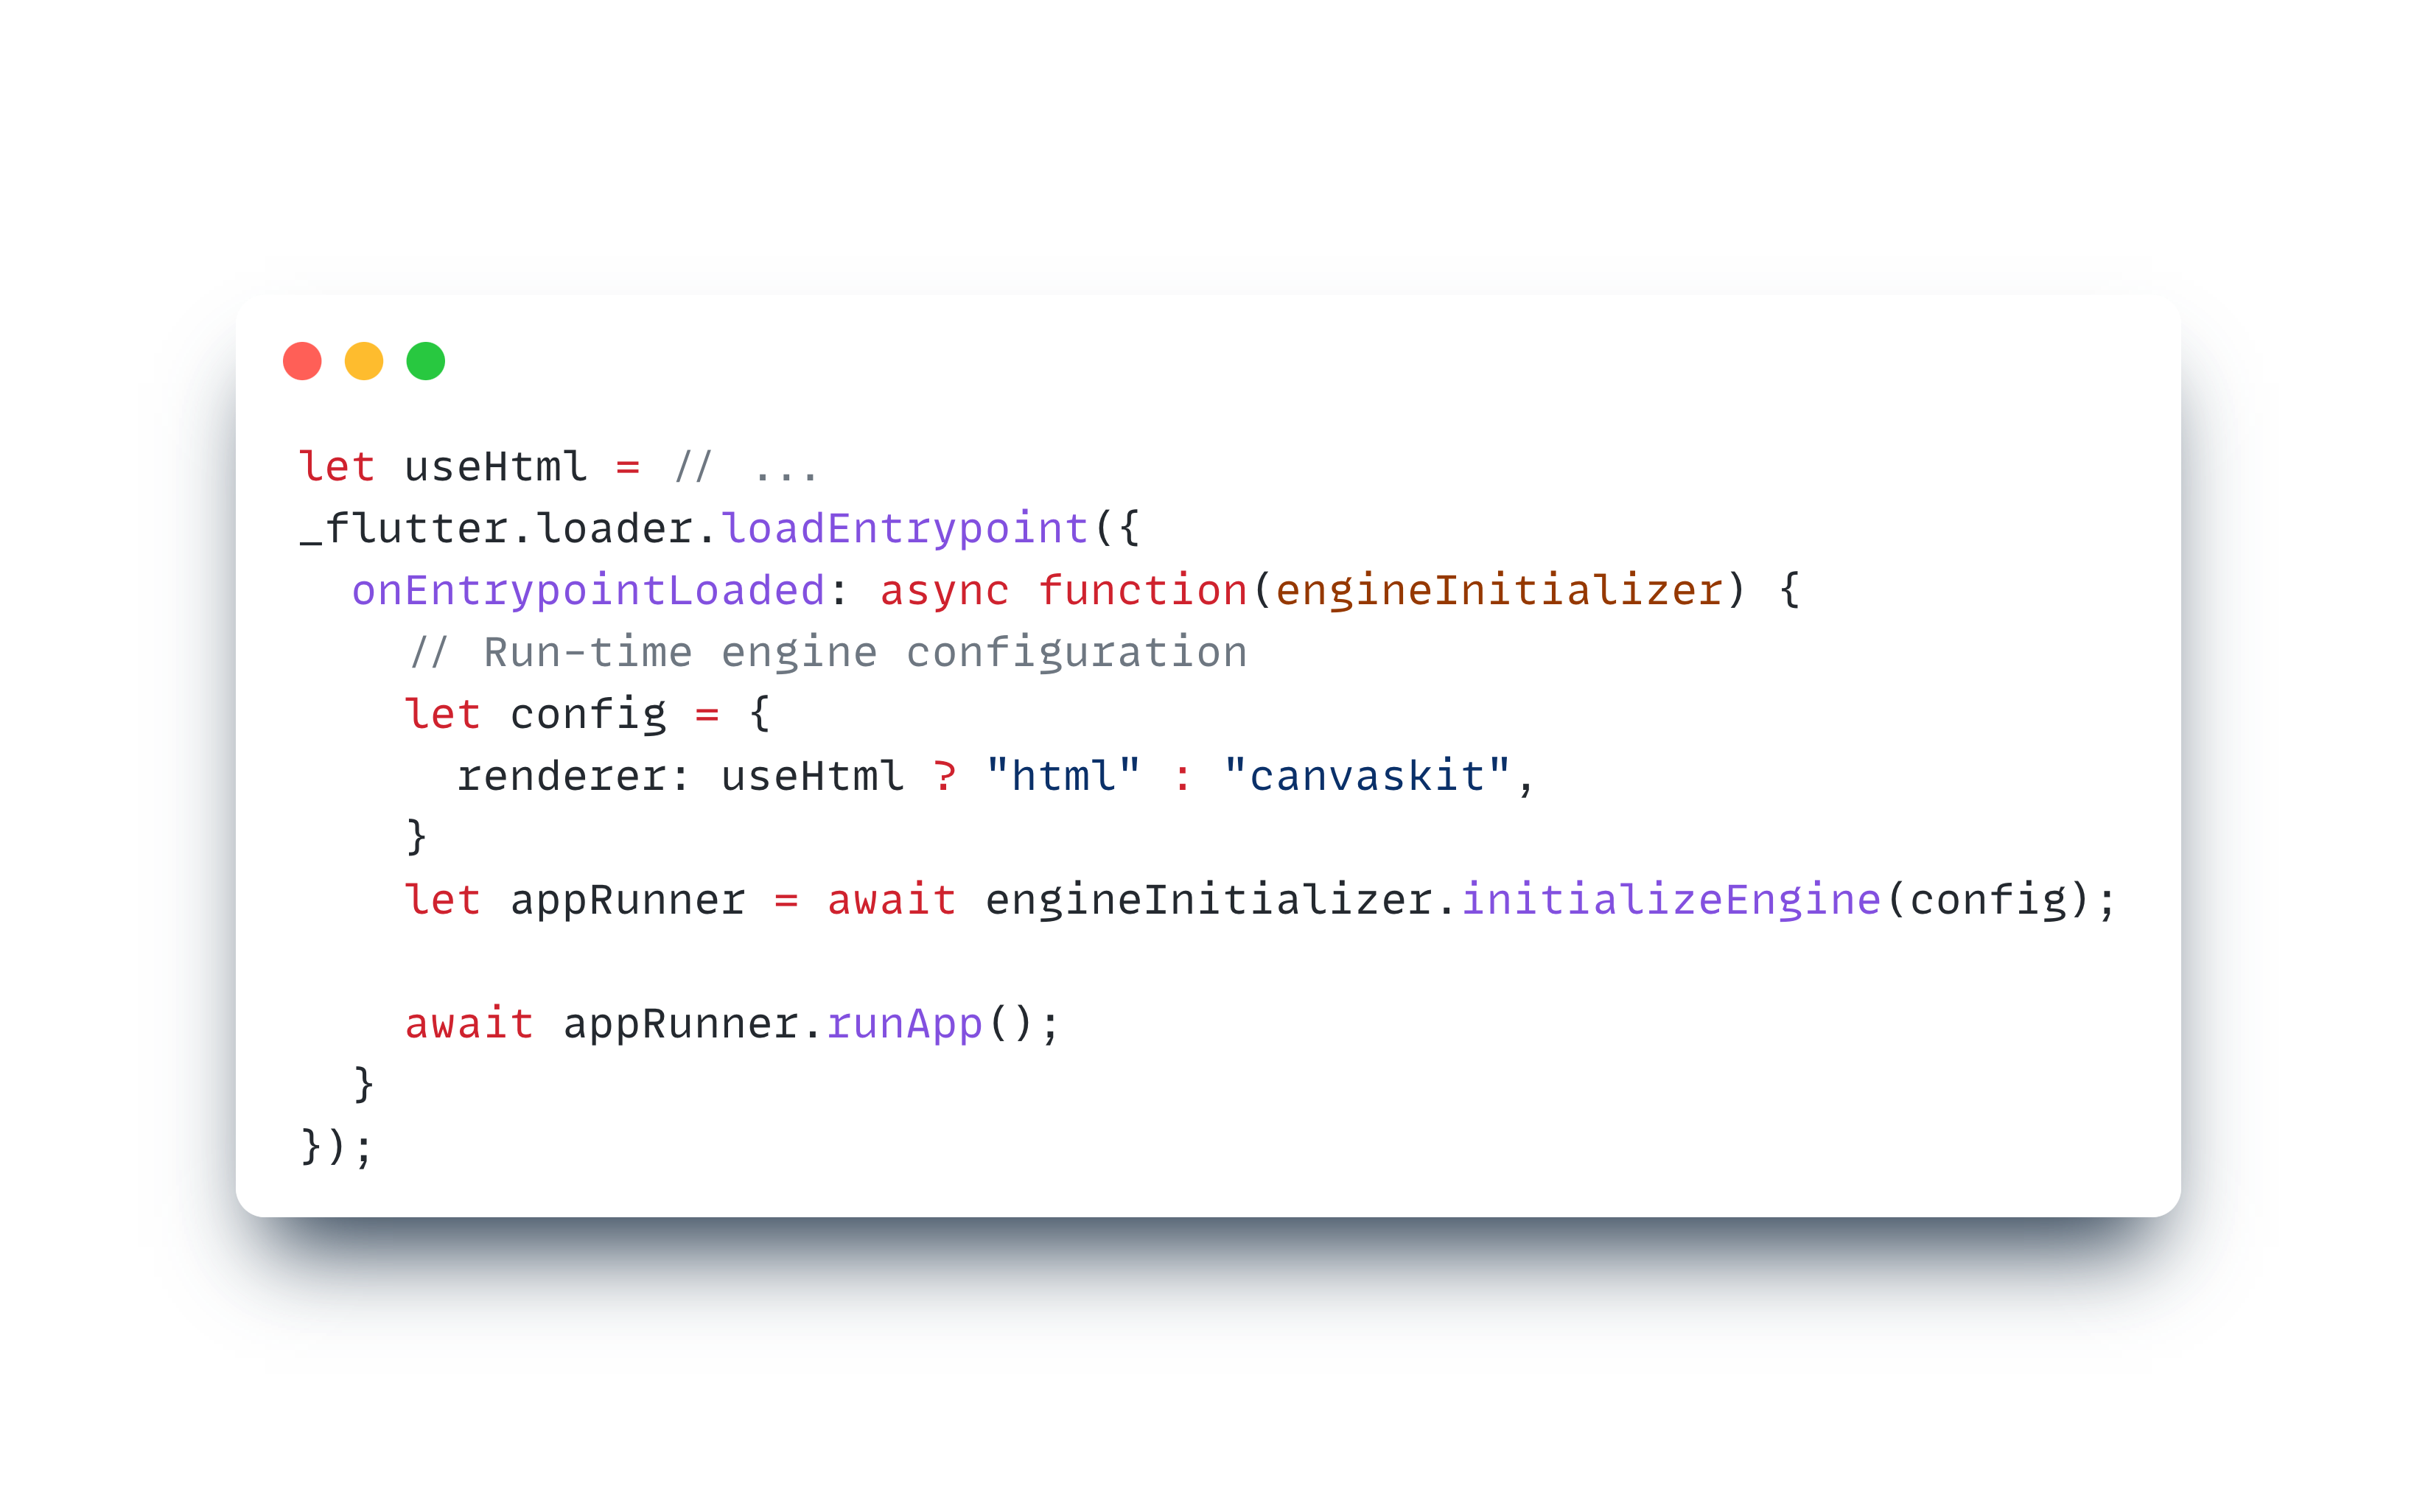 let useHtml = // ...
_flutter.loader.loadEntrypoint({
  onEntrypointLoaded: async function(engineInitializer) {
    // Run-time engine configuration
    let config = {
      renderer: useHtml ? "html" : "canvaskit",
    }
    let appRunner = await engineInitializer.initializeEngine(config);

    await appRunner.runApp();
  }
});